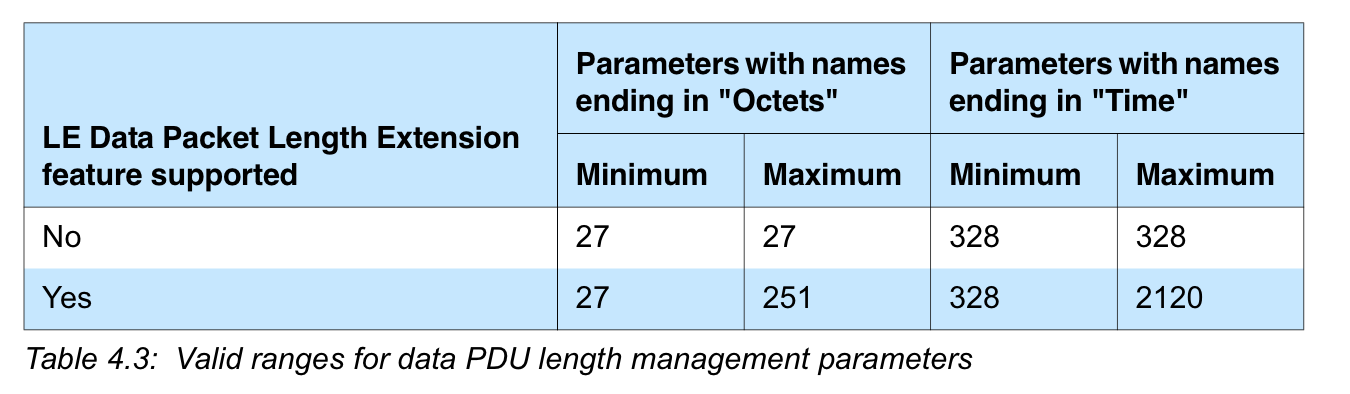 LE Data Packet Length Extension
feature supported
Parameters with names
ending in "Octets"
Parameters with names
ending in "Time"
Minimum Maximum Minimum Maximum
No 27 27 328 328
Yes 27 251 328 2120
Table 4.3: Valid ranges for data PDU length management parameters